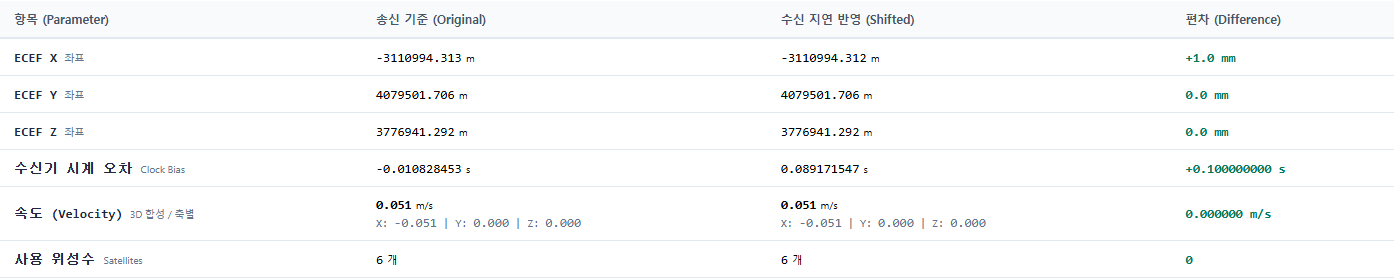 항목 (Parameter) 송신 기준 (Original) 수신 지연 반영 (Shifted) 편차 (Difference)
ECEF X 좌표 -3110994.313 m -3110994.312 m +1.0 mm
ECEF Y 좌표 4079501.706 m 4079501.706 m 0.0 mm
ECEF Z 좌표 3776941.292 m 3776941.292 m 0.0 mm
수신기 시계 오차 Clock Bias -0.010828453 s 0.089171547 s +0.100000000 s
속도 (Velocity) 3D 합성 / 축별 0.051 m/s 0.051 m/s 0.000000 m/s
X: -0.051 | Y: 0.000 | Z: 0.000 X: -0.051 | Y: 0.000 | Z: 0.000
사용 위성수 Satellites 6 개 6 개 0